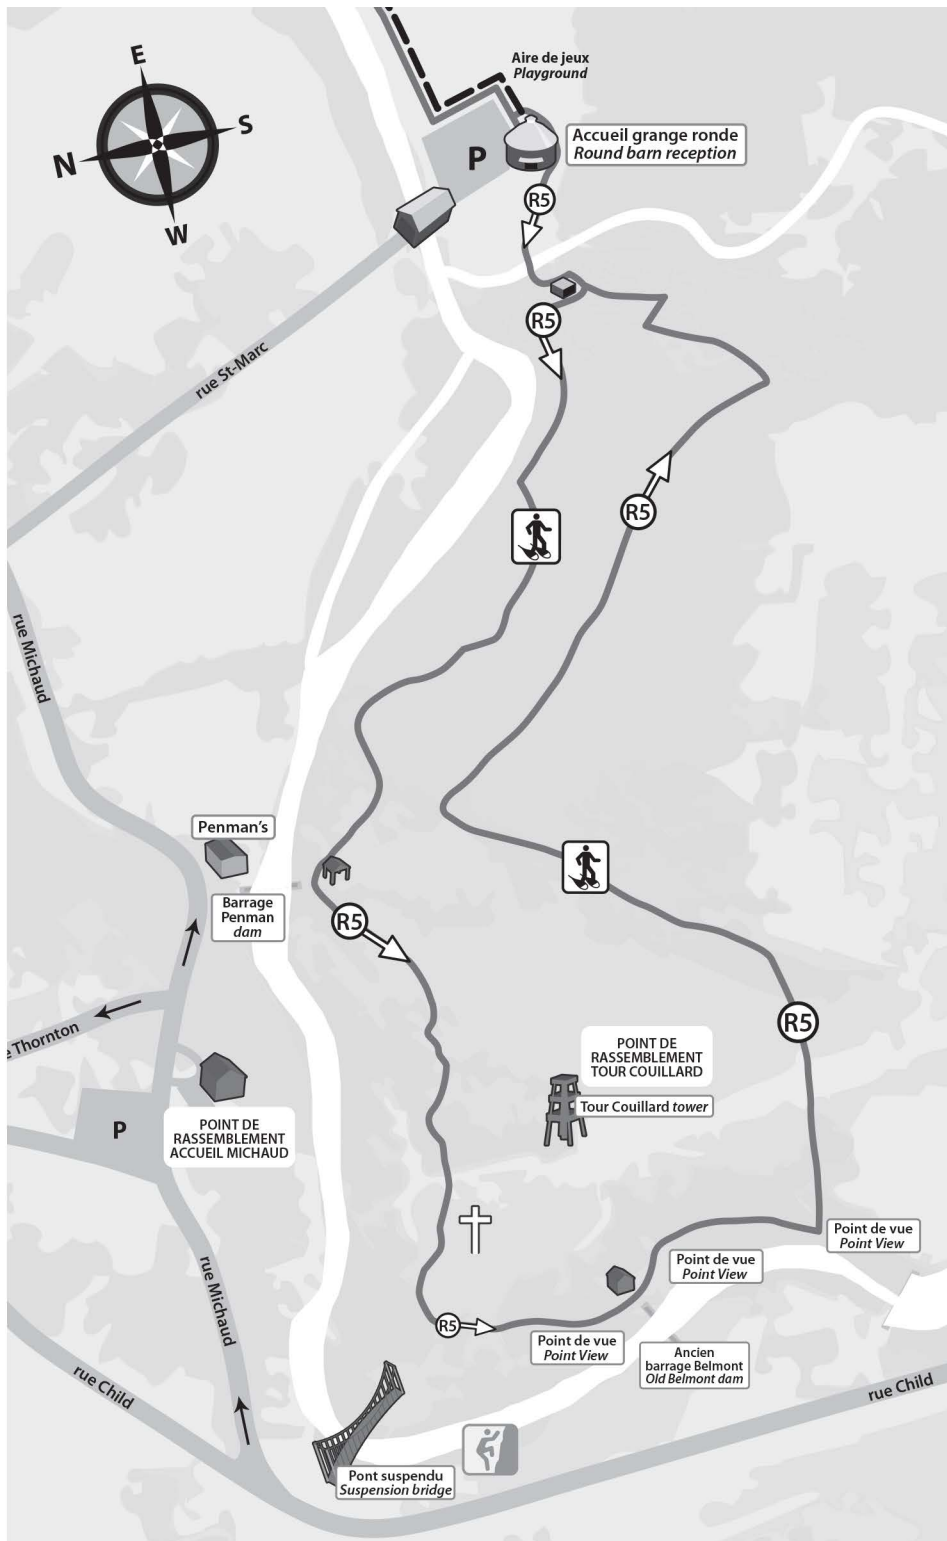 E
S
N
W
Aire de jeux
Playground
P
Accueil grange ronde
Round barn reception
R5
R5
rue St-Marc
R5
rue Michaud
Penman's
Barrage
Penman
dam
R5
R5
e Thornton
POINT DE
RASSEMBLEMENT
TOUR COUILLARD
Tour Couillard tower
P
POINT DE
RASSEMBLEMENT
ACCUEIL MICHAUD
Point de vue
Point View
Point de vue
Point View
rue Michaud
R5
Point de vue
Point View
Ancien
barrage Belmont
Old Belmont dam
rue Child
rue Child
Pont suspendu
Suspension bridge